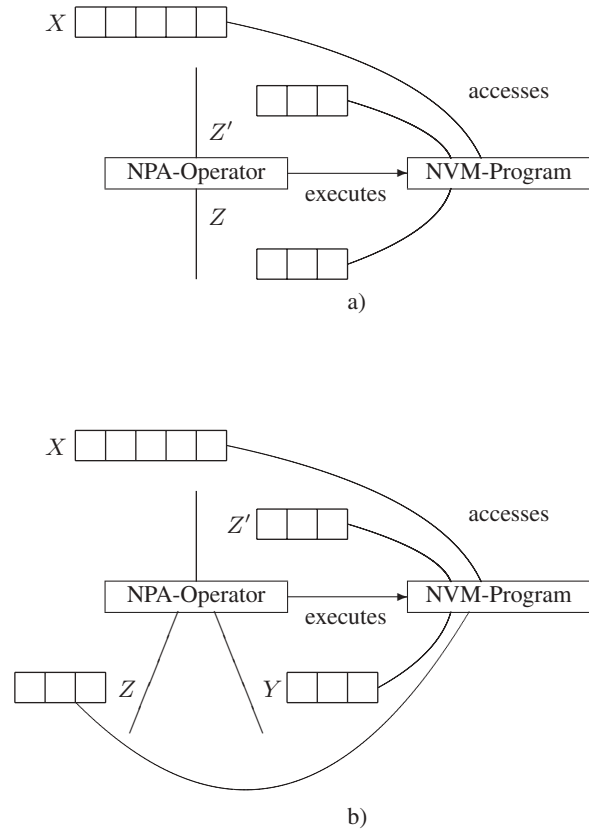 X
accesses
Z'
NPA-Operator
NVM-Program
executes
Z
a)
X
accesses
Z'
NPA-Operator
NVM-Program
executes
Z
Y
b)